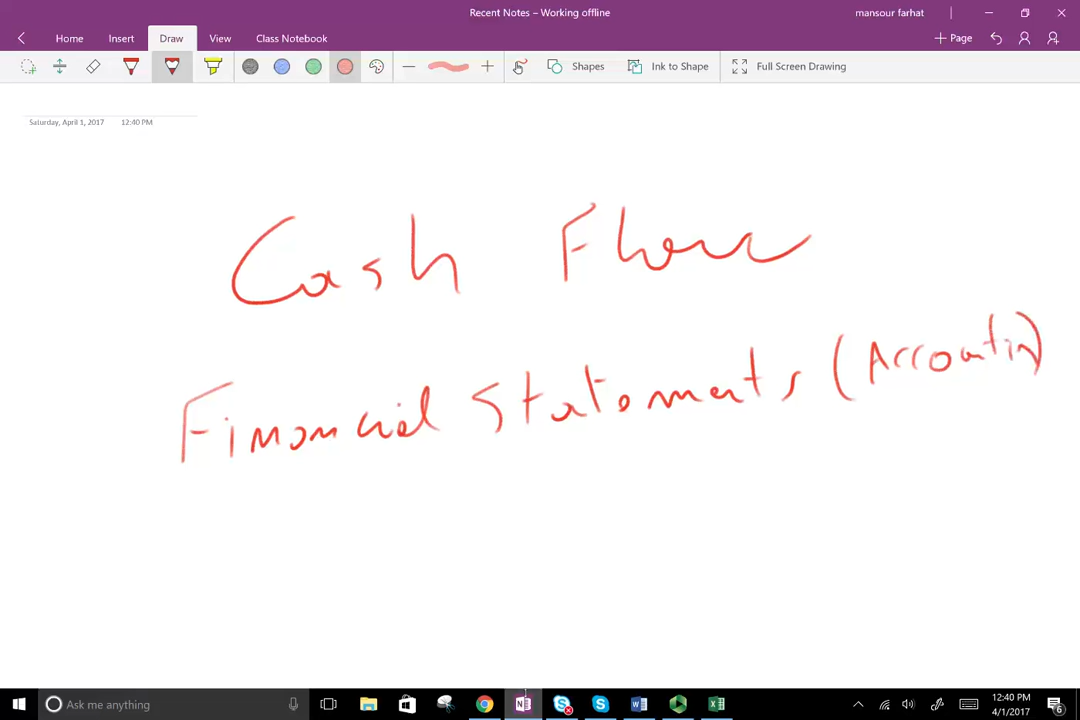 Recent Notes – Working offline
mansour farhat
Home Insert Draw View Class Notebook
Page
Shapes Ink to Shape Full Screen Drawing
Saturday, April 1, 2017 12:40 PM
Cash Flow
Financial Statements (Accountin)
Ask me anything
12:40 PM
4/1/2017
6